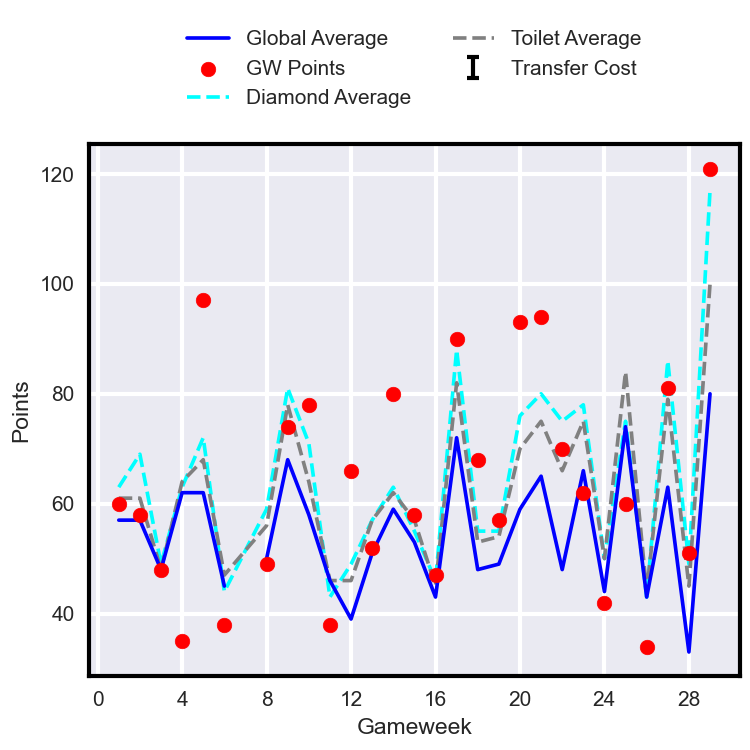 Global Average
GW Points
Diamond Average
Toilet Average
Transfer Cost
120
100
80
60
40
Points
0 4 8 12 16 20 24 28
Gameweek